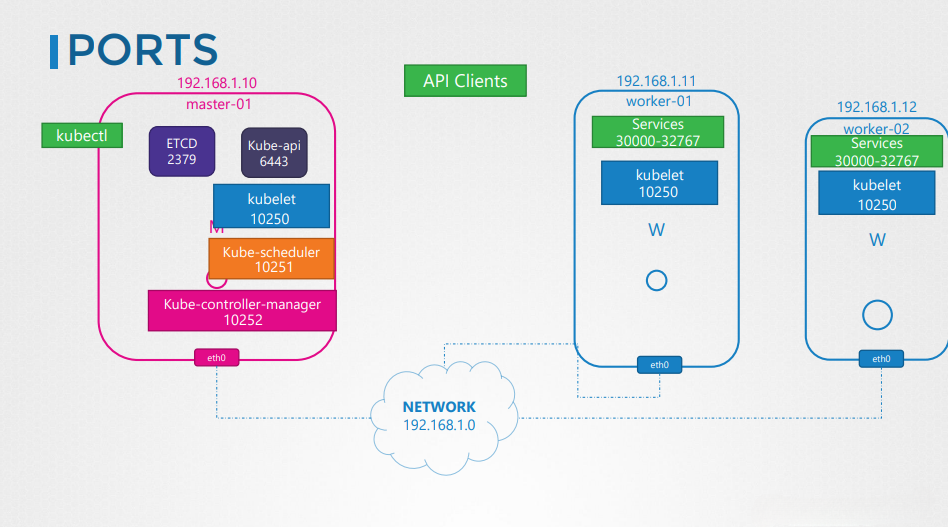 PORTS
192.168.1.10
master-01
kubectl
ETCD
2379
Kube-api
6443
kubelet
10250
M
Kube-scheduler
10251
Kube-controller-manager
10252
eth0
API Clients
192.168.1.11
worker-01
Services
30000-32767
kubelet
10250
W
eth0
192.168.1.12
worker-02
Services
30000-32767
kubelet
10250
W
eth0
NETWORK
192.168.1.0